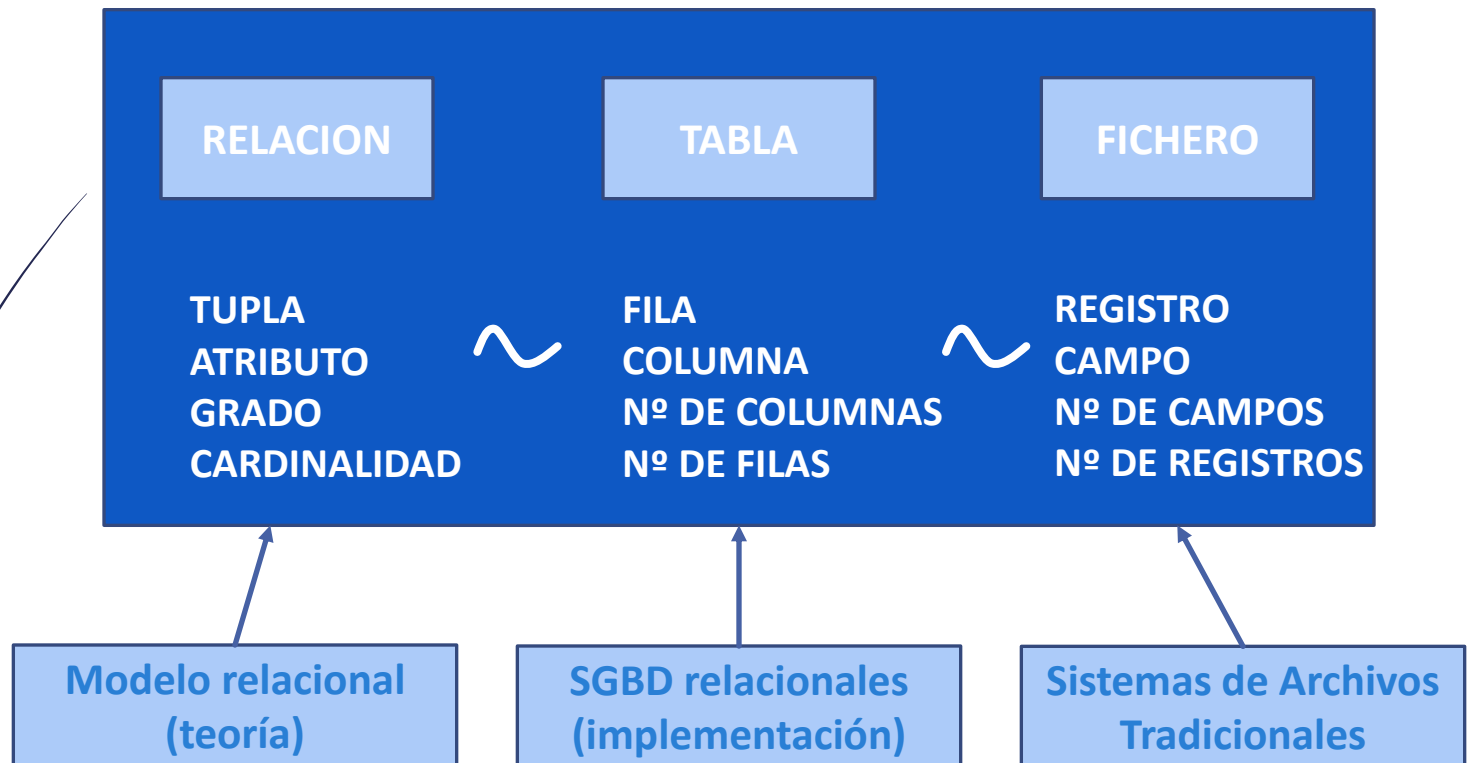 RELACION
TABLA
FICHERO
TUPLA
ATRIBUTO
GRADO
CARDINALIDAD
FILA
COLUMNA
Nº DE COLUMNAS
Nº DE FILAS
REGISTRO
CAMPO
Nº DE CAMPOS
Nº DE REGISTROS
Modelo relacional
(teoría)
SGBD relacionales
(implementación)
Sistemas de Archivos
Tradicionales